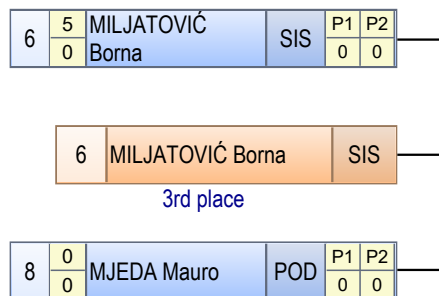 6 5 MILJATOVIĆ SIS P1 P2
0 Borna 0 0
6 MILJATOVIĆ Borna SIS
3rd place
8 0 MJEDA Mauro POD P1 P2
0 0 0